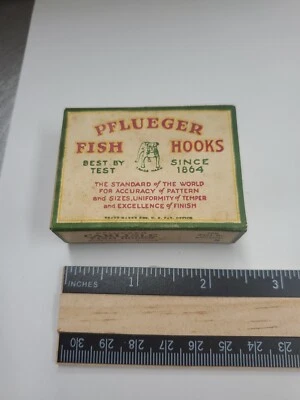 PFLUEGER
FISH HOOKS
BEST BY TEST
SINCE 1864
THE STANDARD of THE WORLD
FOR ACCURACY of PATTERN
and SIZES, UNIFORMITY of TEMPER
and EXCELLENCE of FINISH
INCHES 1 2 3